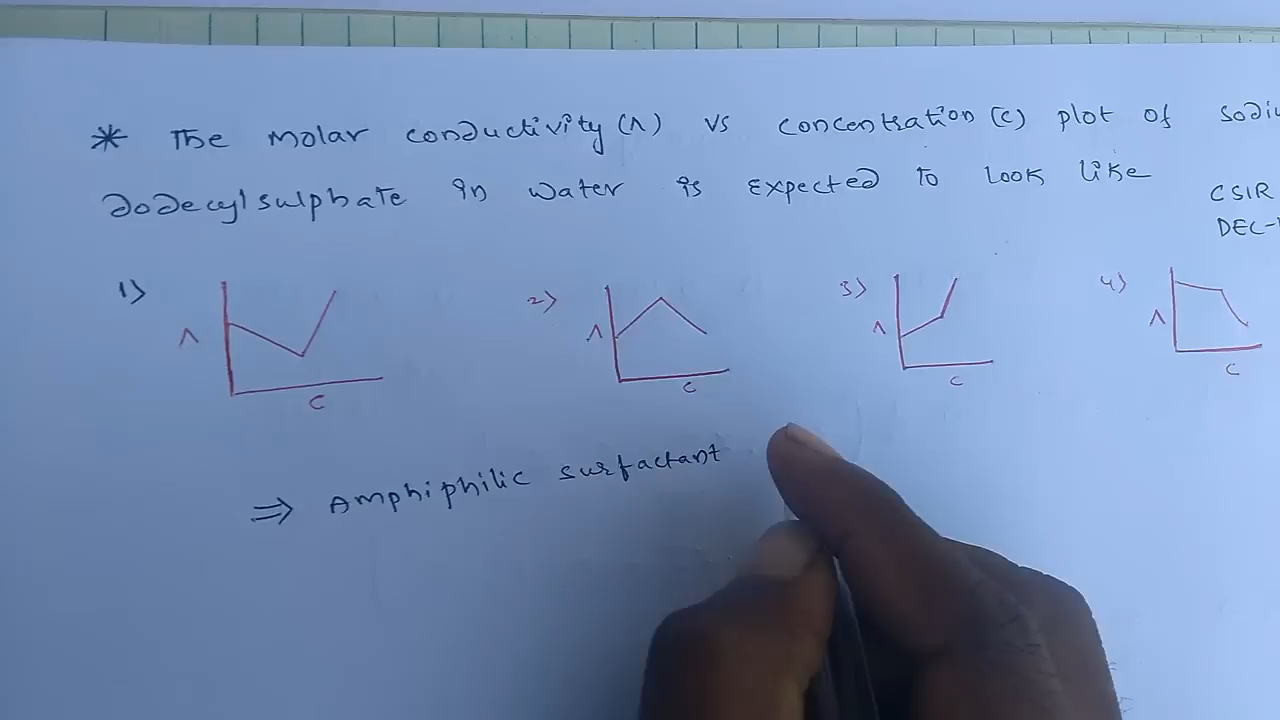 * The molar conductivity (Λ) vs concentration (c) plot of
dodecylsulphate in water is expected to look like
CSIR
DEC-
1) 2) 3) 4)
Λ Λ Λ Λ
C C C C
⇒ Amphiphilic surfactant